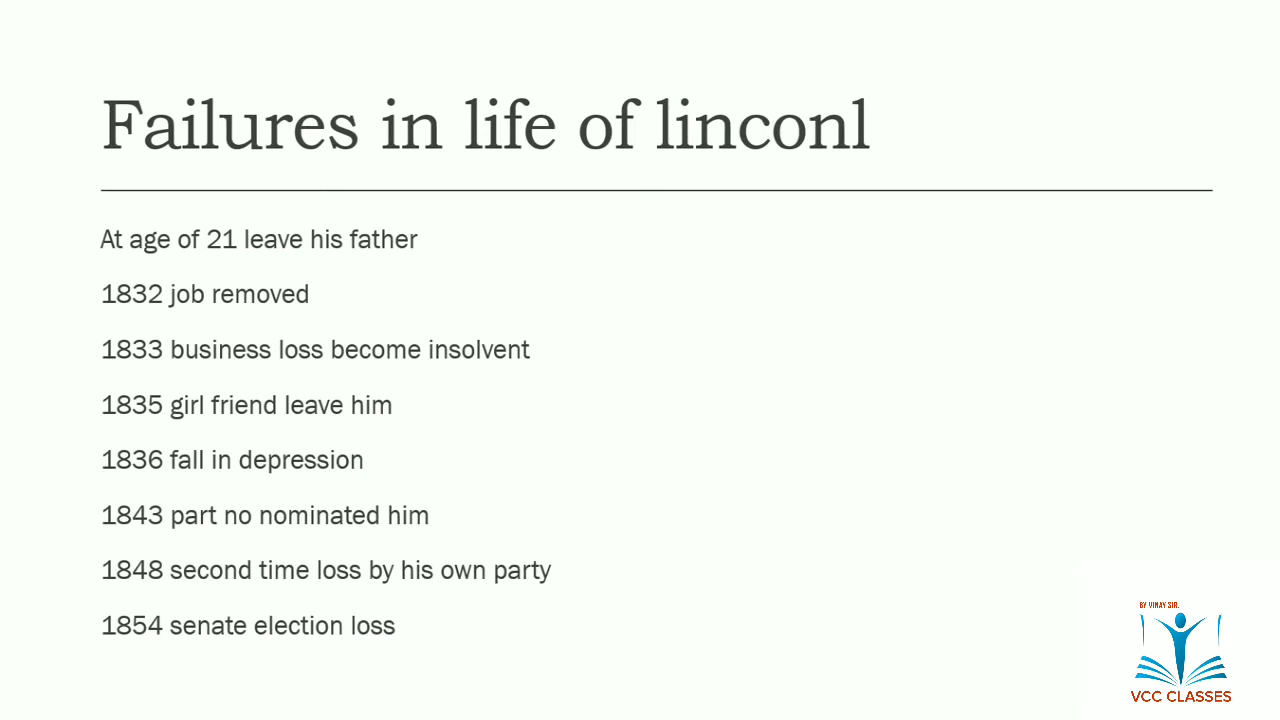 Failures in life of linconl
At age of 21 leave his father
1832 job removed
1833 business loss become insolvent
1835 girl friend leave him
1836 fall in depression
1843 part no nominated him
1848 second time loss by his own party
1854 senate election loss
BY VINAY SIR.
VCC CLASSES